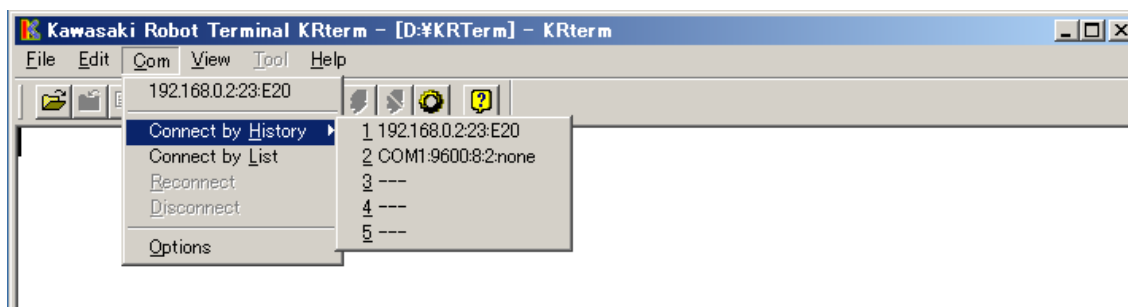 Kawasaki Robot Terminal KRterm – [D:¥KRTerm] – KRterm
File Edit Com View Tool Help
192.168.0.2:23:E20
Connect by History
1 192.168.0.2:23:E20
2 COM1:9600:8:2:none
3 ---
4 ---
5 ---
Connect by List
Reconnect
Disconnect
Options